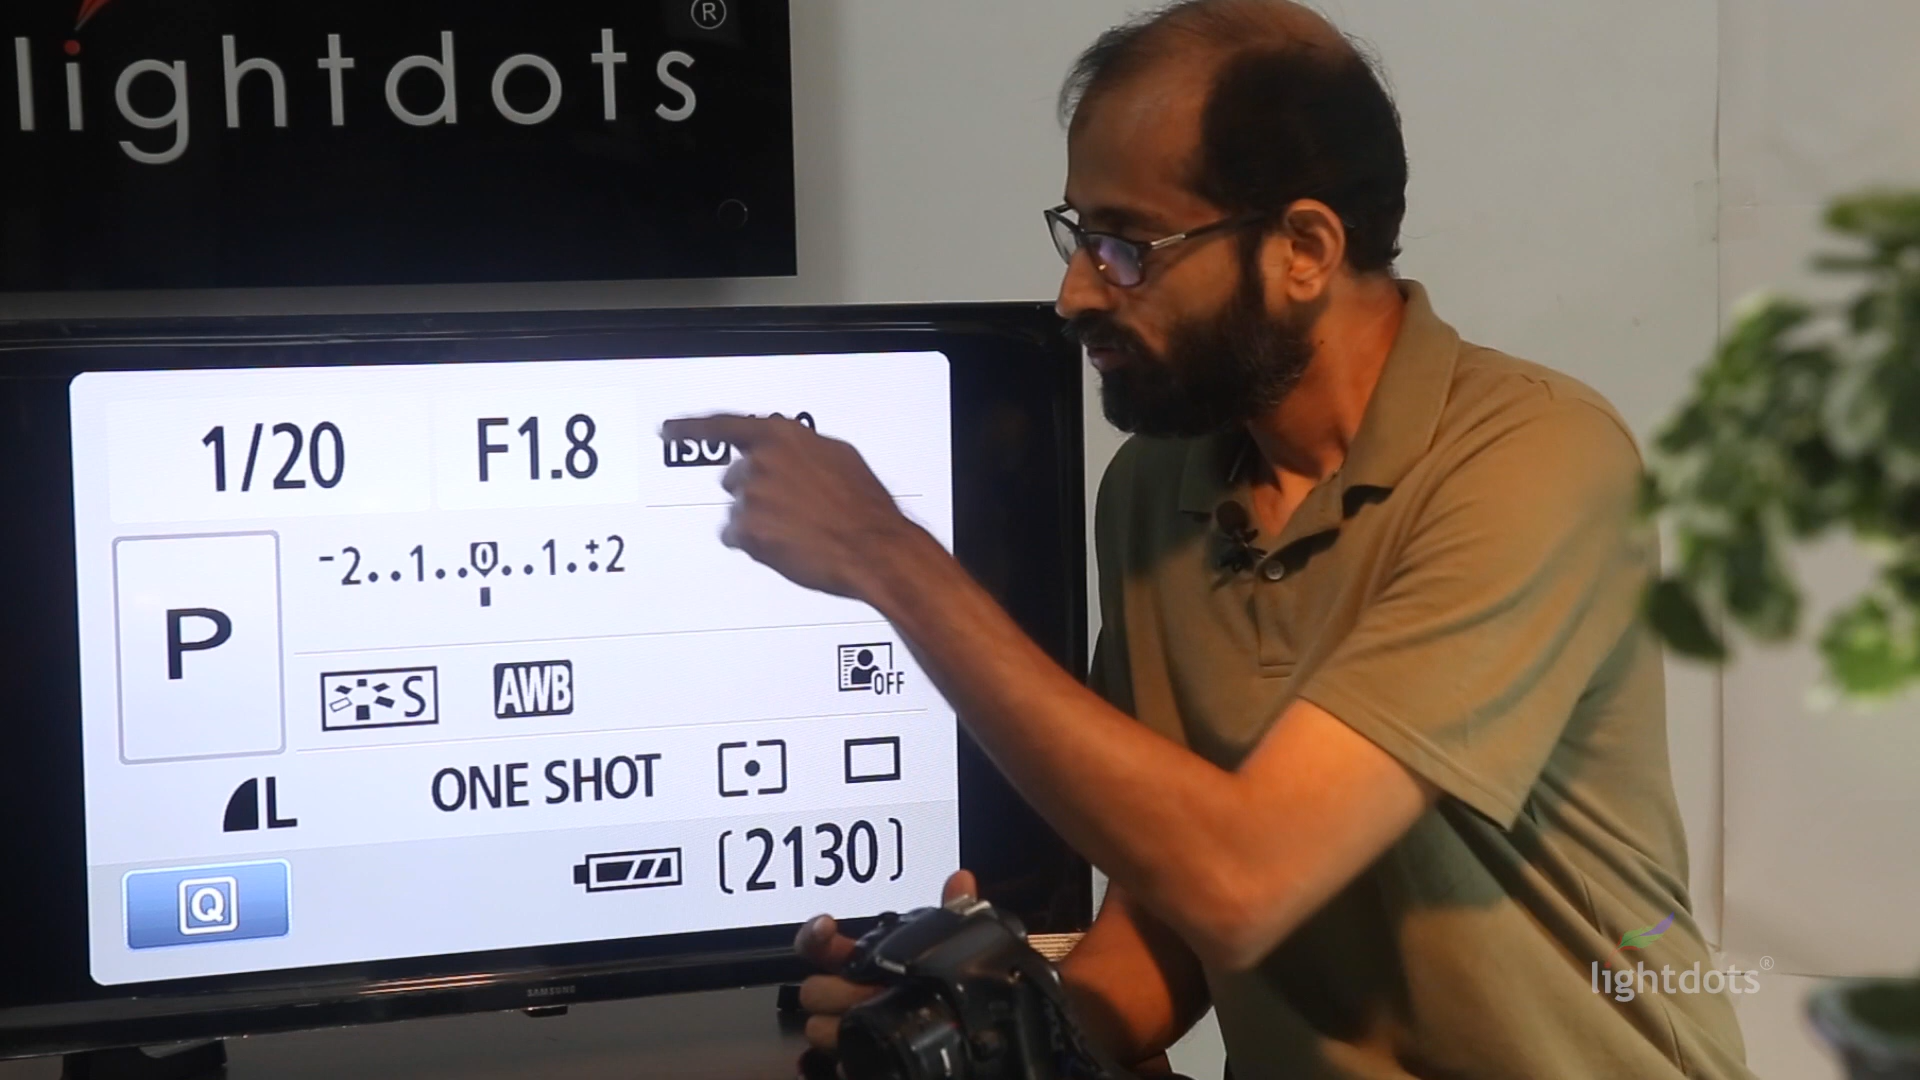 lightdots®
1/20 F1.8 ISO
-2..1..0..1..+2
P
S AWB OFF
L ONE SHOT
Q [2130]
SAMSUNG
lightdots®